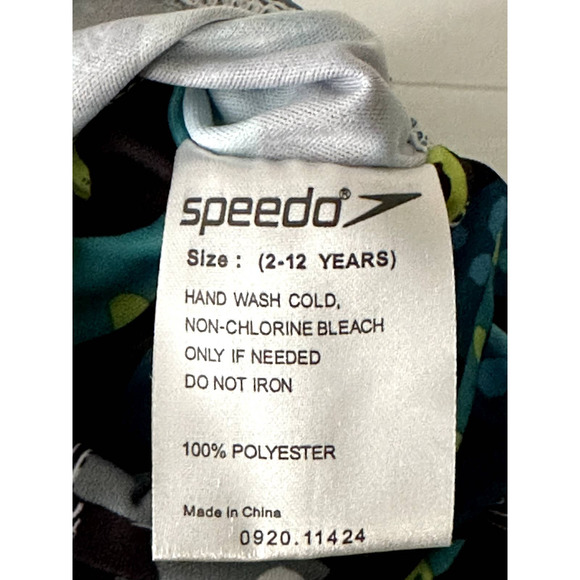 speedo®
Size : (2-12 YEARS)
HAND WASH COLD,
NON-CHLORINE BLEACH
ONLY IF NEEDED
DO NOT IRON
100% POLYESTER
Made in China
0920.11424